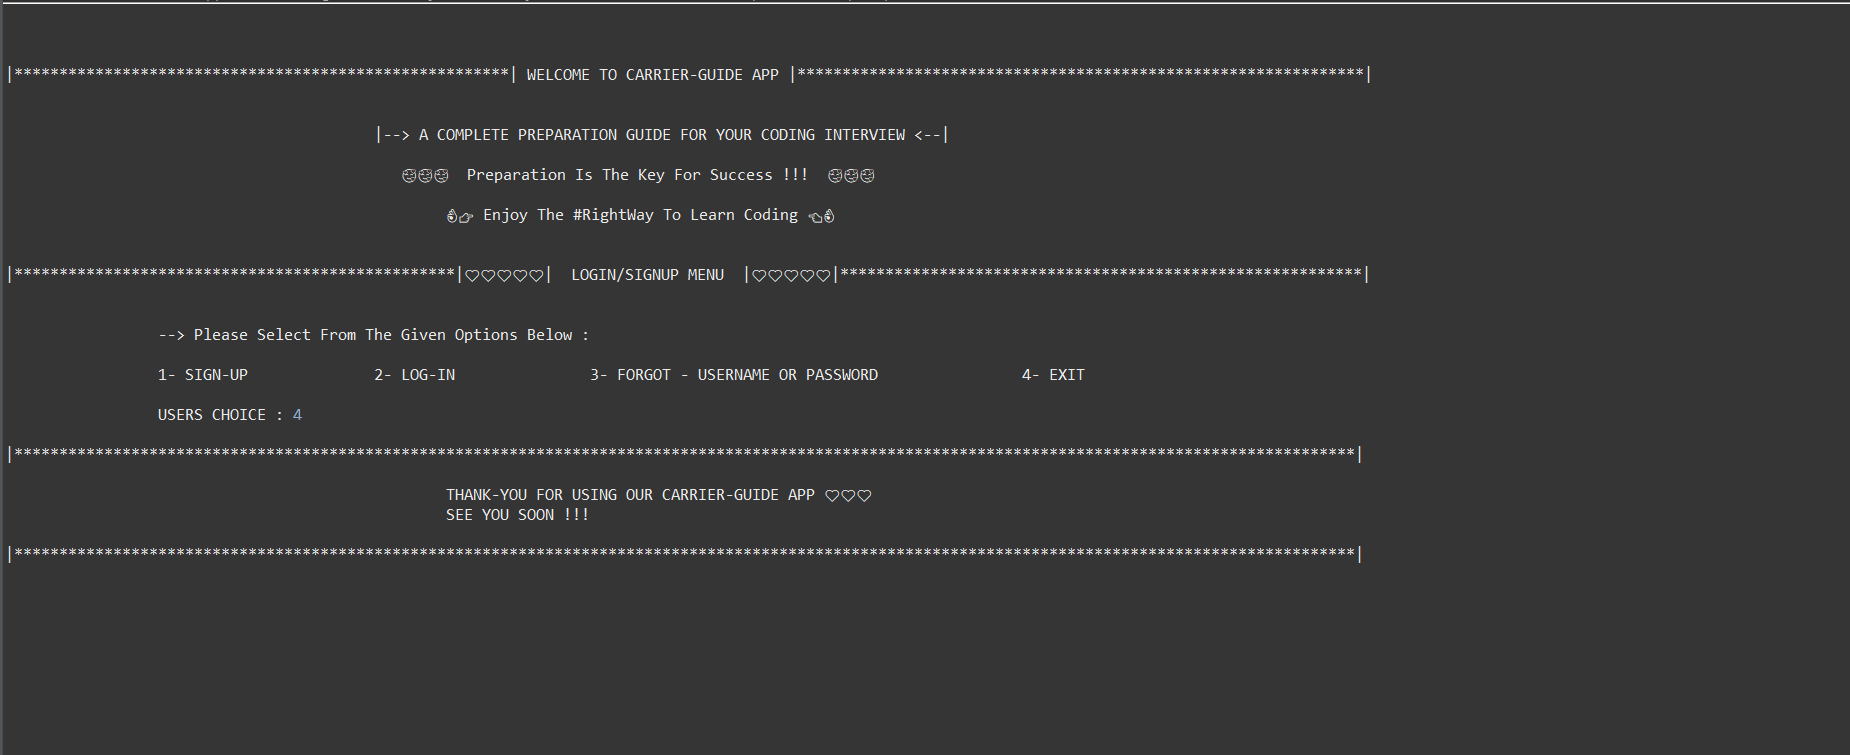 |*******************************************************| WELCOME TO CARRIER-GUIDE APP |***************************************************************|
|--> A COMPLETE PREPARATION GUIDE FOR YOUR CODING INTERVIEW <--|
Preparation Is The Key For Success !!!
Enjoy The #RightWay To Learn Coding
|*************************************************|♡♡♡♡♡| LOGIN/SIGNUP MENU |♡♡♡♡♡|**********************************************************|
--> Please Select From The Given Options Below :
1- SIGN-UP 2- LOG-IN 3- FORGOT - USERNAME OR PASSWORD 4- EXIT
USERS CHOICE : 4
|*****************************************************************************************************************************************************|
THANK-YOU FOR USING OUR CARRIER-GUIDE APP ♡♡♡
SEE YOU SOON !!!
|*****************************************************************************************************************************************************|